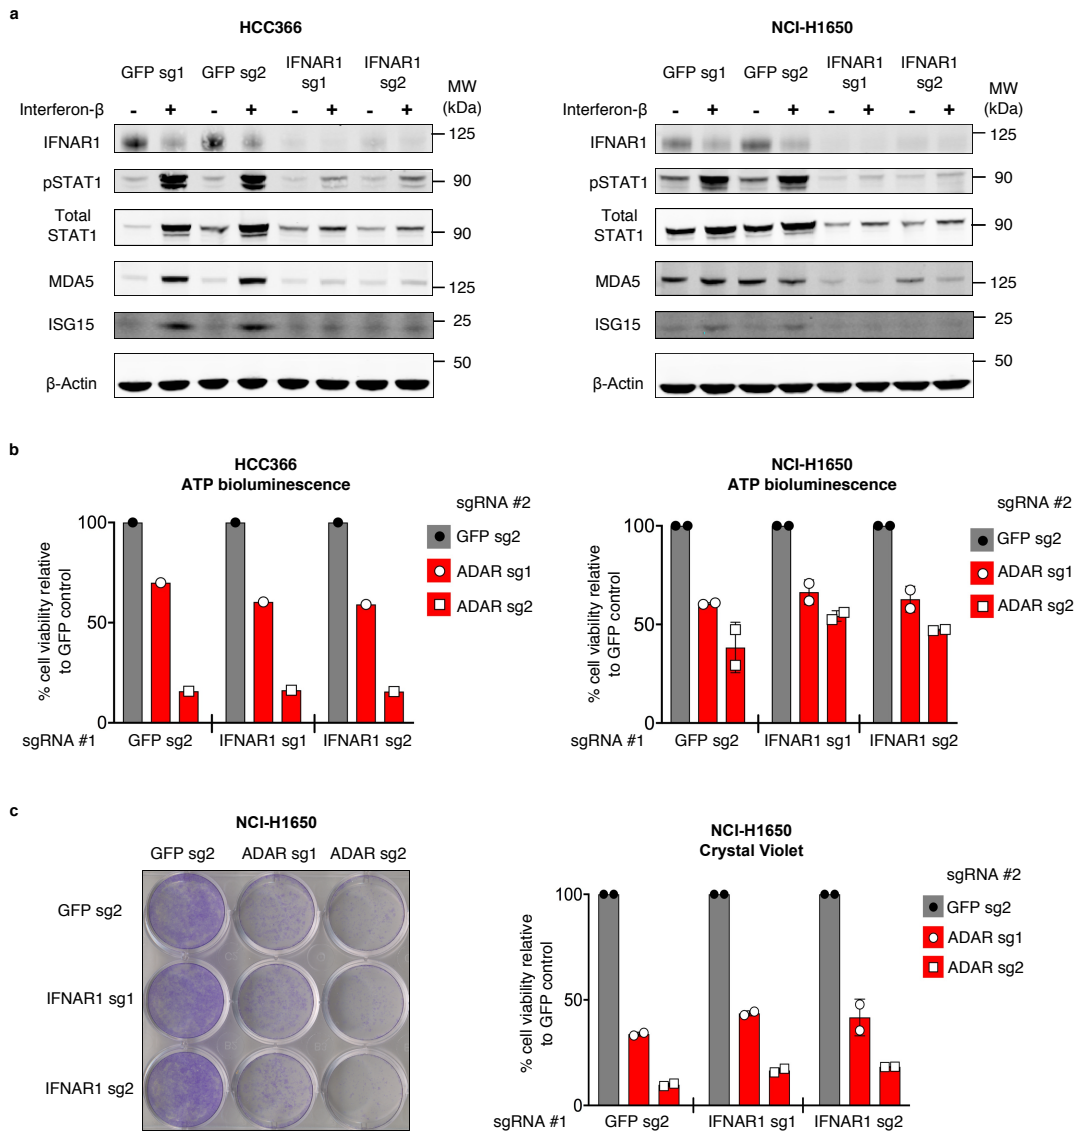 a
HCC366
GFP sg1 GFP sg2 IFNAR1 sg1 IFNAR1 sg2 MW (kDa)
Interferon-β - + - + - + - +
IFNAR1 125
pSTAT1 90
Total STAT1 90
MDA5 125
ISG15 25
β-Actin 50
NCI-H1650
GFP sg1 GFP sg2 IFNAR1 sg1 IFNAR1 sg2 MW (kDa)
Interferon-β - + - + - + - +
IFNAR1 125
pSTAT1 90
Total STAT1 90
MDA5 125
ISG15 25
β-Actin 50
b
HCC366
ATP bioluminescence
% cell viability relative
to GFP control
100
50
0
sgRNA #2
GFP sg2
ADAR sg1
ADAR sg2
sgRNA #1 GFP sg2 IFNAR1 sg1 IFNAR1 sg2
NCI-H1650
ATP bioluminescence
% cell viability relative
to GFP control
100
50
0
sgRNA #2
GFP sg2
ADAR sg1
ADAR sg2
sgRNA #1 GFP sg2 IFNAR1 sg1 IFNAR1 sg2
c
NCI-H1650
GFP sg2 ADAR sg1 ADAR sg2
GFP sg2
IFNAR1 sg1
IFNAR1 sg2
NCI-H1650
Crystal Violet
% cell viability relative
to GFP control
100
50
0
sgRNA #2
GFP sg2
ADAR sg1
ADAR sg2
sgRNA #1 GFP sg2 IFNAR1 sg1 IFNAR1 sg2